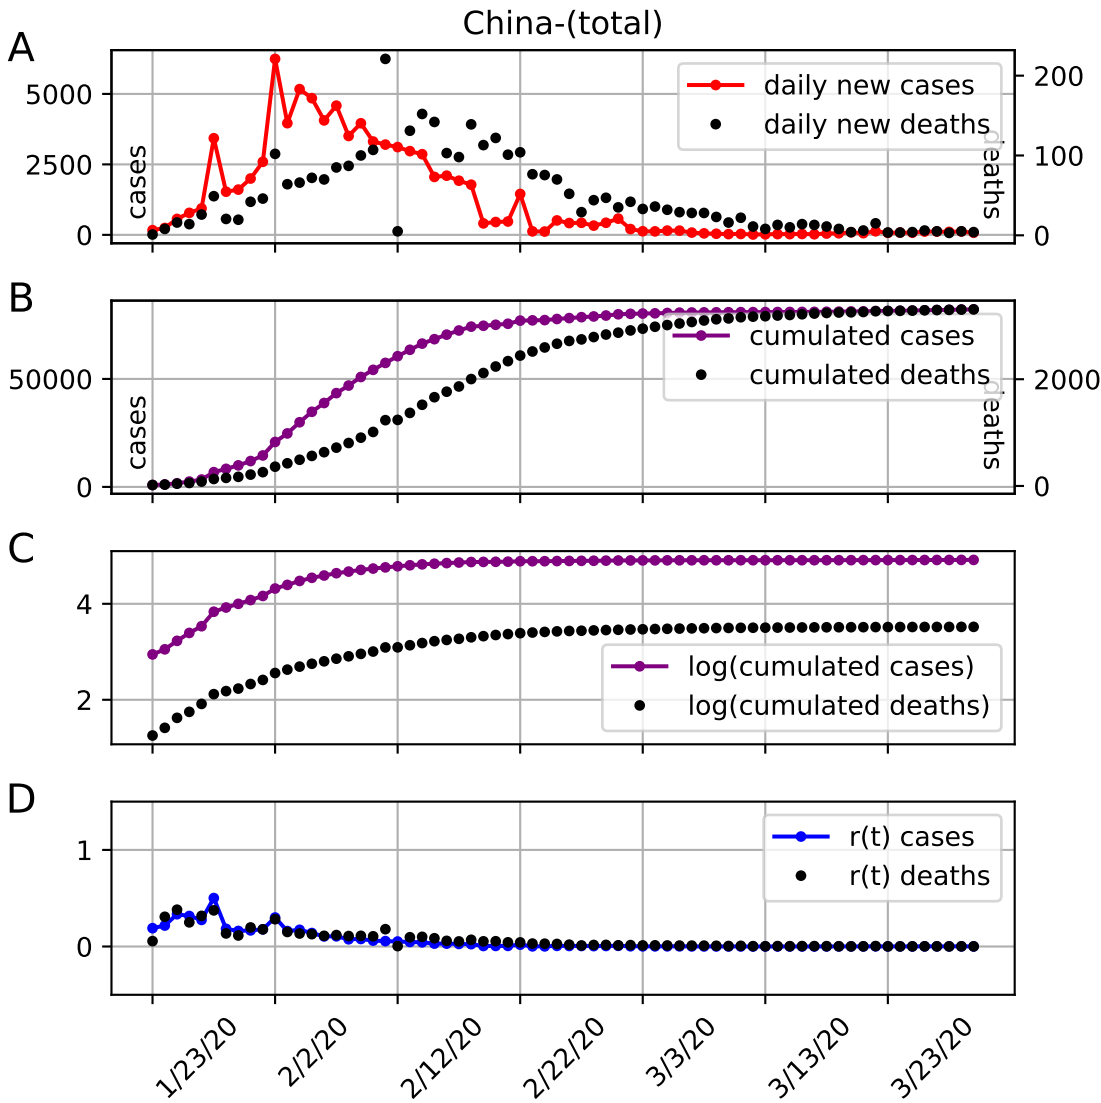 China-(total)
A
5000
2500
0
cases
daily new cases
daily new deaths
deaths
200
100
0
B
50000
0
cases
cumulated cases
cumulated deaths
deaths
2000
0
C
4
2
log(cumulated cases)
log(cumulated deaths)
D
1
0
r(t) cases
r(t) deaths
1/23/20
2/2/20
2/12/20
2/22/20
3/3/20
3/13/20
3/23/20